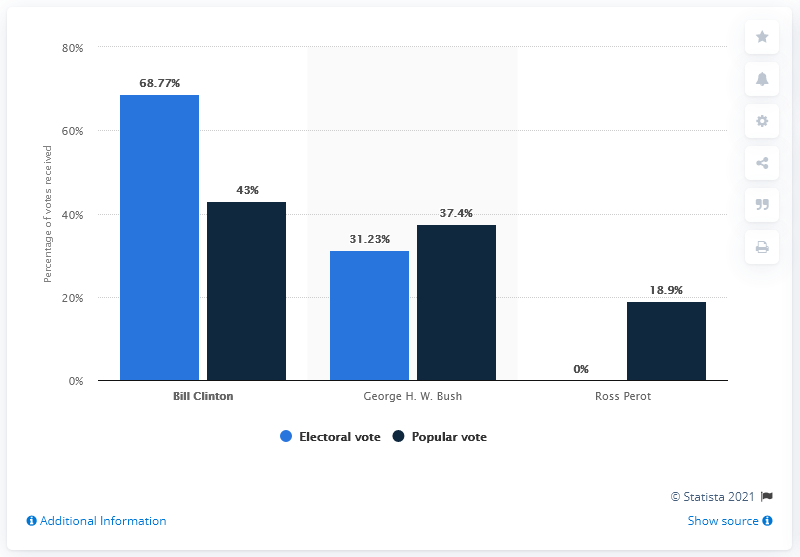 80%
68.77%
60%
43%
40%
37.4%
31.23%
20%
18.9%
0%
0%
Percentage of votes received
Bill Clinton
George H. W. Bush
Ross Perot
Electoral vote
Popular vote
© Statista 2021
Additional Information
Show source